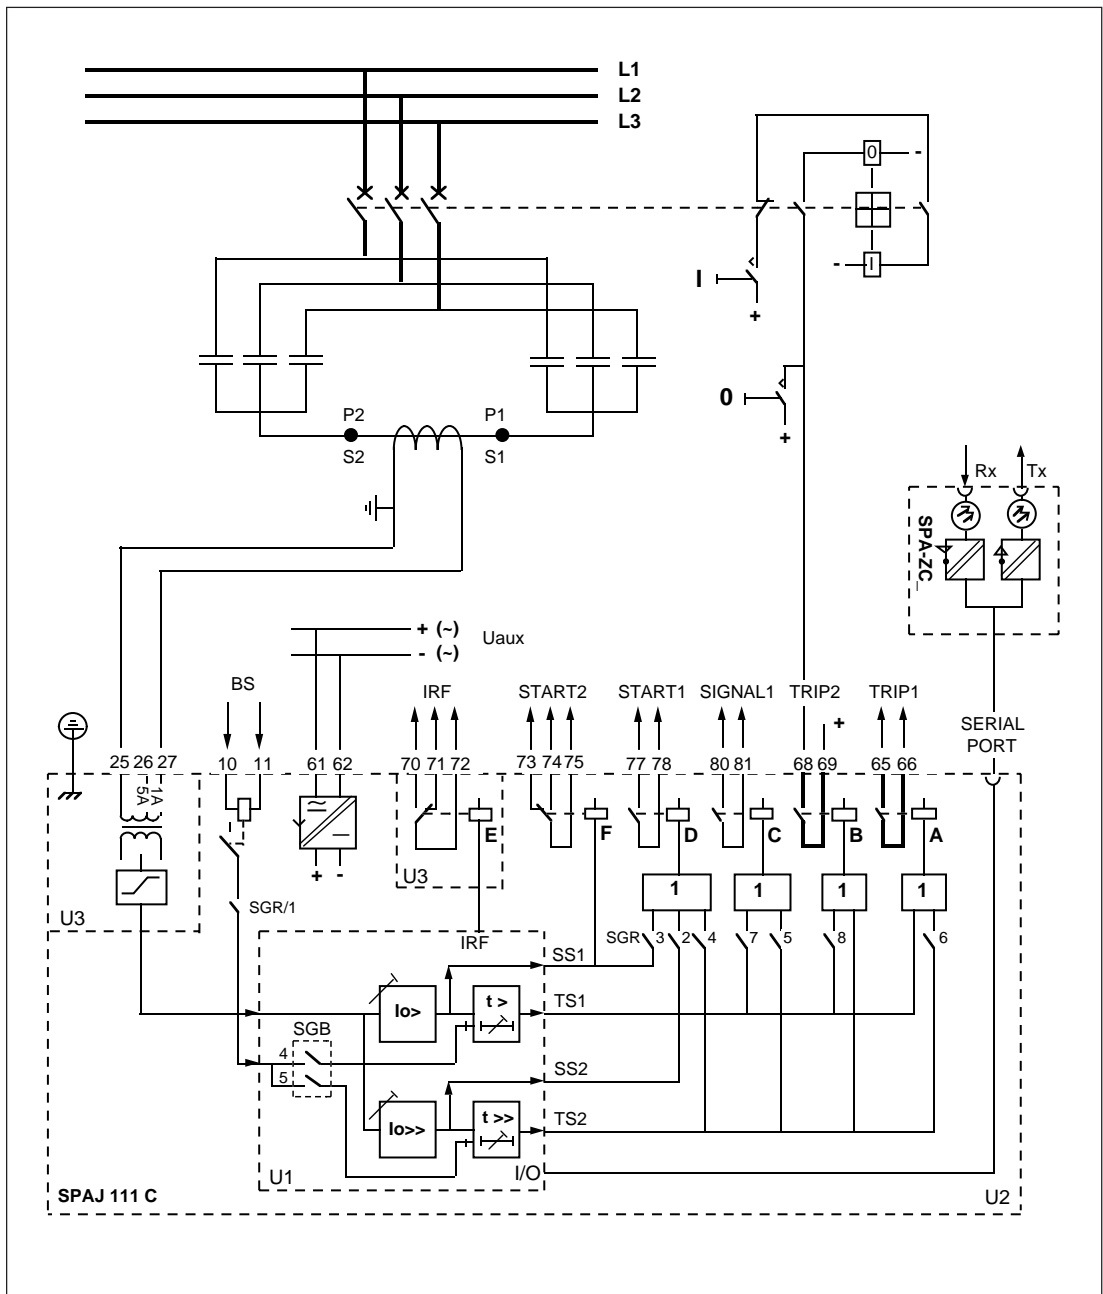 L1
L2
L3
0
-
-
I
I
+
0
+
P2
P1
S2
S1
Rx
Tx
SPA-ZC_
+ (~)
- (~)
Uaux
BS
IRF
START2
START1
SIGNAL1
TRIP2
TRIP1
+
SERIAL
PORT
25 26 27
10 11
61 62
70 71 72
73 74 75
77 78
80 81
68 69
65 66
1A
5A
E
F
D
C
B
A
+ -
U3
U3
1
1
1
1
SGR/1
IRF
SGR
3
2
4
7
5
8
6
SS1
Io>
t >
TS1
SGB
4
5
SS2
Io>>
t >>
TS2
U1
I/O
SPAJ 111 C
U2